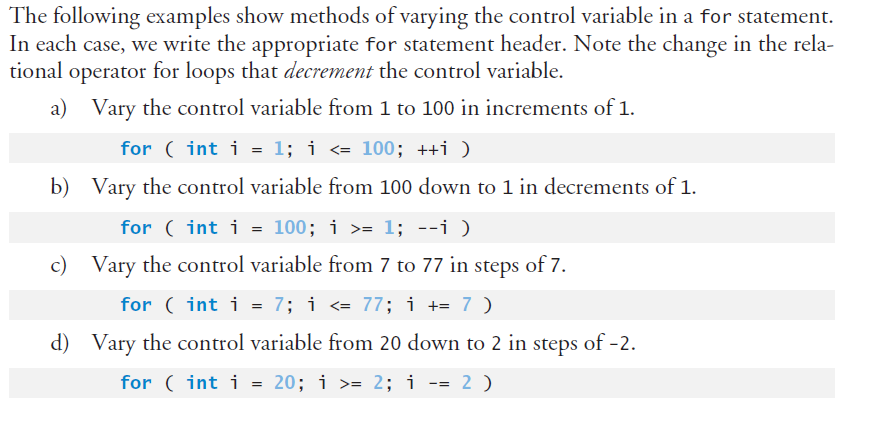 The following examples show methods of varying the control variable in a for statement.
In each case, we write the appropriate for statement header. Note the change in the rela-
tional operator for loops that decrement the control variable.
a) Vary the control variable from 1 to 100 in increments of 1.
for ( int i = 1; i <= 100; ++i )
b) Vary the control variable from 100 down to 1 in decrements of 1.
for ( int i = 100; i >= 1; --i )
c) Vary the control variable from 7 to 77 in steps of 7.
for ( int i = 7; i <= 77; i += 7 )
d) Vary the control variable from 20 down to 2 in steps of -2.
for ( int i = 20; i >= 2; i -= 2 )